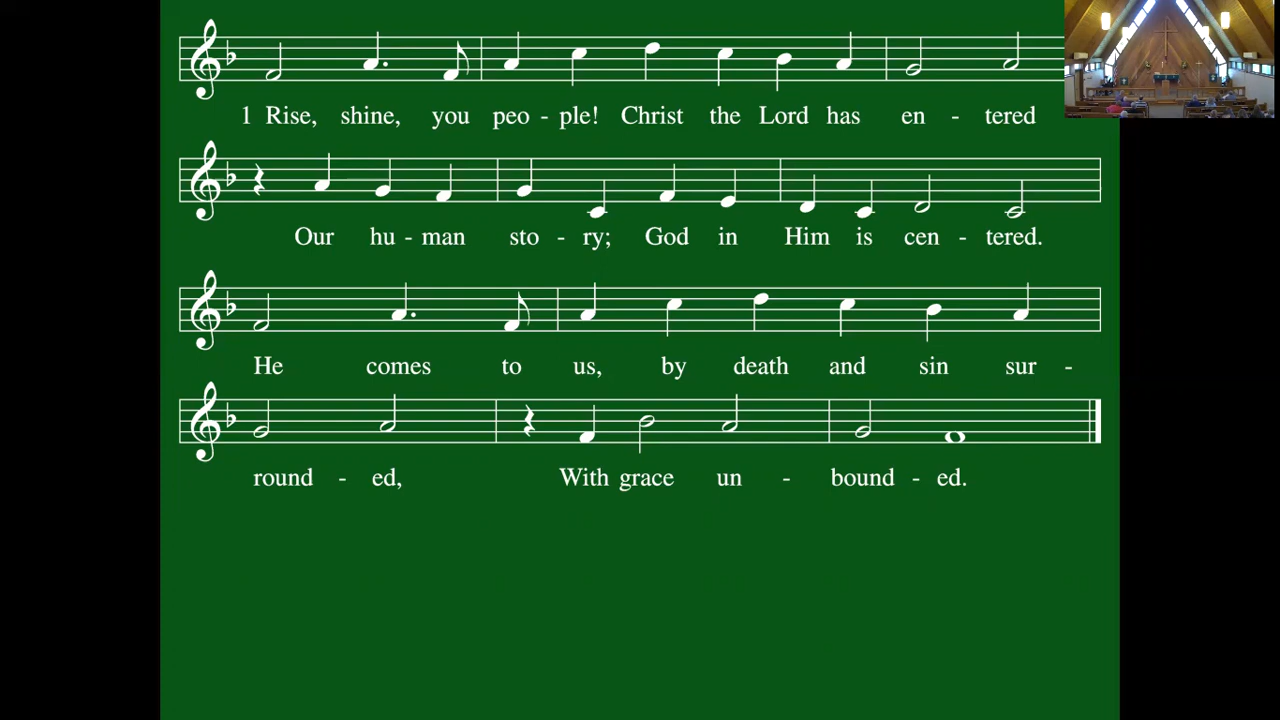 1 Rise, shine, you peo - ple! Christ the Lord has en - tered
Our hu - man sto - ry; God in Him is cen - tered.
He comes to us, by death and sin sur -
round - ed, With grace un - bound - ed.